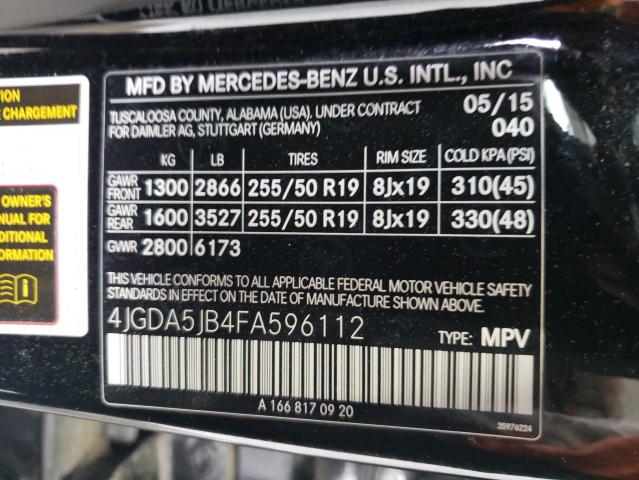 TION
E CHARGEMENT
OWNER'S
NUAL FOR
DITIONAL
FORMATION
MFD BY MERCEDES-BENZ U.S. INTL., INC
TUSCALOOSA COUNTY, ALABAMA (USA), UNDER CONTRACT 05/15
FOR DAIMLER AG, STUTTGART (GERMANY) 040
KG LB TIRES RIM SIZE COLD KPA(PSI)
GAWR FRONT 1300 2866 255/50 R19 8Jx19 310(45)
GAWR REAR 1600 3527 255/50 R19 8Jx19 330(48)
GVWR 2800 6173
THIS VEHICLE CONFORMS TO ALL APPLICABLE FEDERAL MOTOR VEHICLE SAFETY
STANDARDS IN EFFECT ON THE DATE OF MANUFACTURE SHOWN ABOVE.
4JGDA5JB4FA596112 TYPE: MPV
A 166 817 09 20
35976224